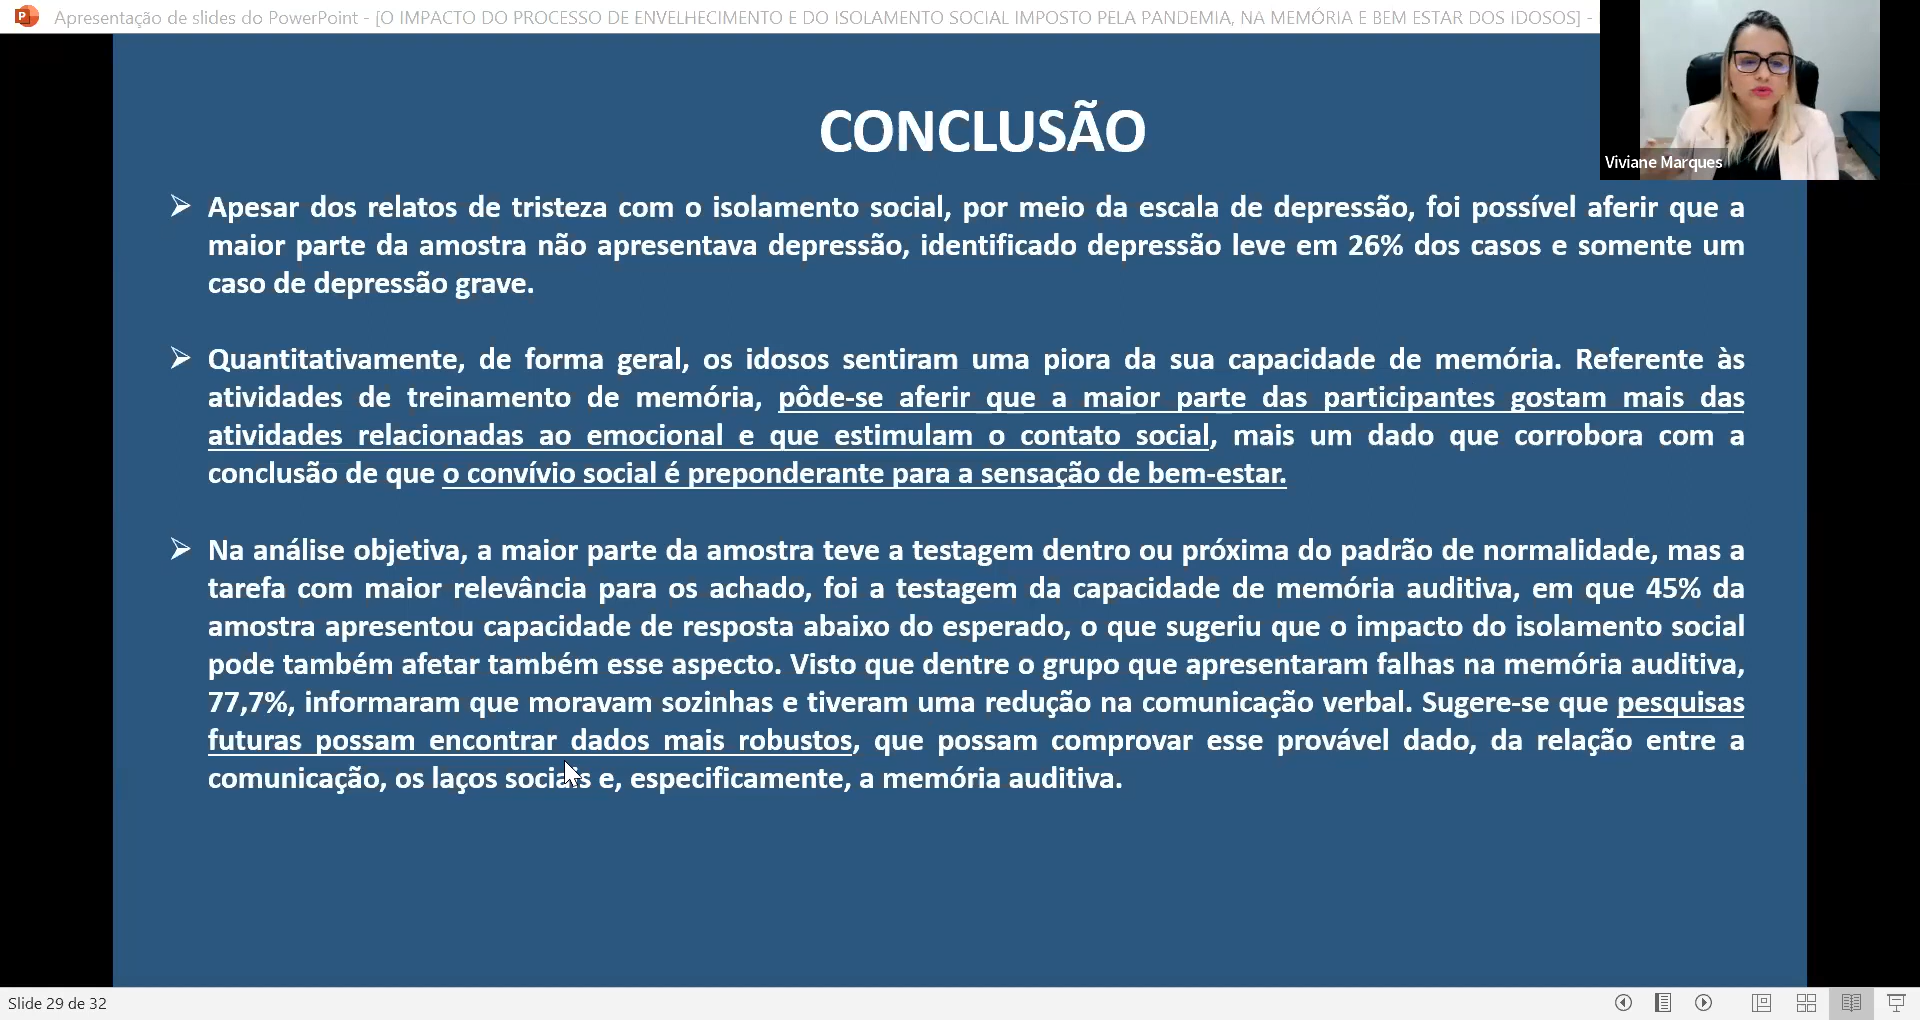 Apresentação de slides do PowerPoint - [O IMPACTO DO PROCESSO DE ENVELHECIMENTO E DO ISOLAMENTO SOCIAL IMPOSTO PELA PANDEMIA, NA MEMÓRIA E BEM ESTAR DOS IDOSOS] -
Viviane Marques
CONCLUSÃO
Apesar dos relatos de tristeza com o isolamento social, por meio da escala de depressão, foi possível aferir que a
maior parte da amostra não apresentava depressão, identificado depressão leve em 26% dos casos e somente um
caso de depressão grave.
Quantitativamente, de forma geral, os idosos sentiram uma piora da sua capacidade de memória. Referente às
atividades de treinamento de memória, pôde-se aferir que a maior parte das participantes gostam mais das
atividades relacionadas ao emocional e que estimulam o contato social, mais um dado que corrobora com a
conclusão de que o convívio social é preponderante para a sensação de bem-estar.
Na análise objetiva, a maior parte da amostra teve a testagem dentro ou próxima do padrão de normalidade, mas a
tarefa com maior relevância para os achado, foi a testagem da capacidade de memória auditiva, em que 45% da
amostra apresentou capacidade de resposta abaixo do esperado, o que sugeriu que o impacto do isolamento social
pode também afetar também esse aspecto. Visto que dentre o grupo que apresentaram falhas na memória auditiva,
77,7%, informaram que moravam sozinhas e tiveram uma redução na comunicação verbal. Sugere-se que pesquisas
futuras possam encontrar dados mais robustos, que possam comprovar esse provável dado, da relação entre a
comunicação, os laços sociais e, especificamente, a memória auditiva.
Slide 29 de 32